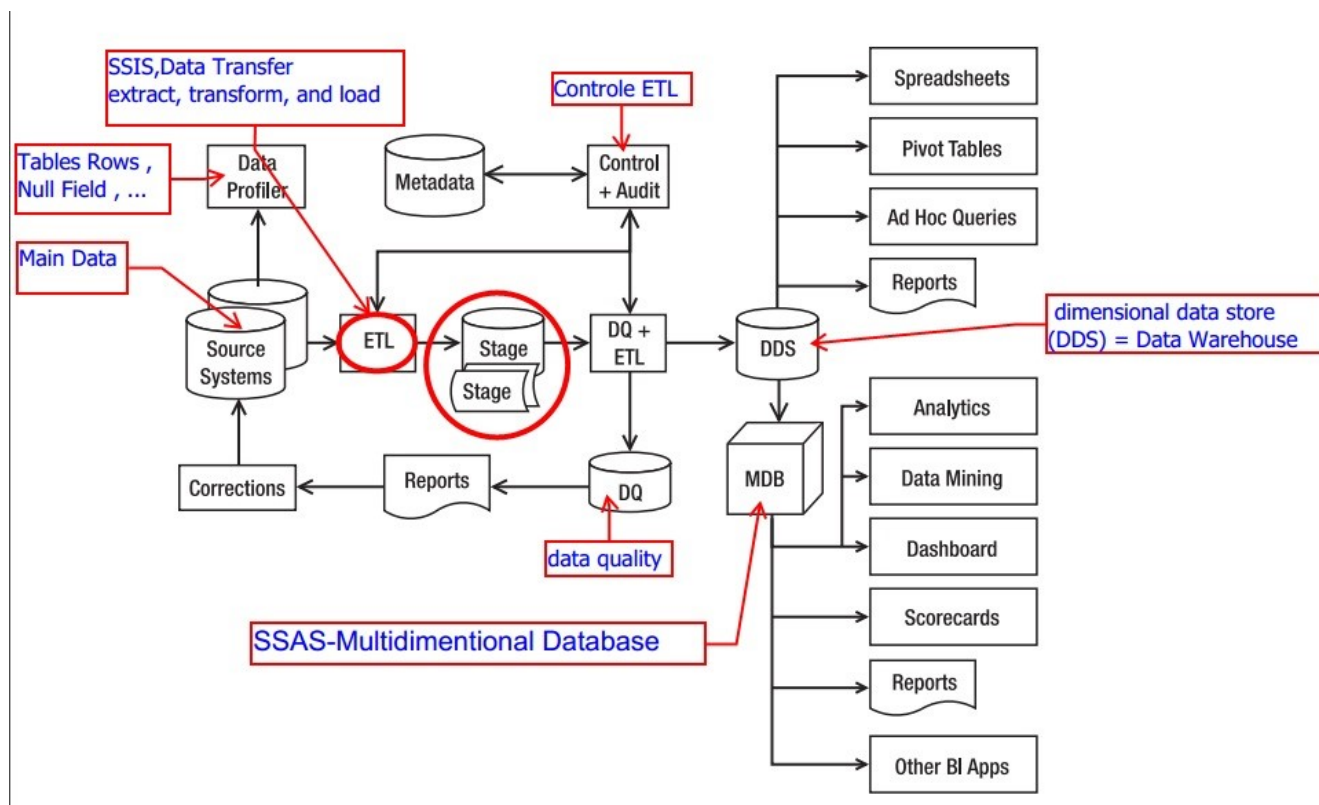 SSIS,Data Transfer
extract, transform, and load
Controle ETL
Tables Rows ,
Null Field , ...
Main Data
Data
Profiler
Metadata
Control
+ Audit
Source
Systems
ETL
Stage
Stage
DQ +
ETL
DDS
dimensional data store
(DDS) = Data Warehouse
Corrections
Reports
DQ
data quality
MDB
SSAS-Multidimentional Database
Spreadsheets
Pivot Tables
Ad Hoc Queries
Reports
Analytics
Data Mining
Dashboard
Scorecards
Reports
Other BI Apps